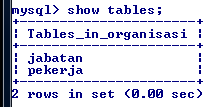 mysql> show tables;
+----------------------+
| Tables_in_organisasi |
+----------------------+
| jabatan              |
| pekerja              |
+----------------------+
2 rows in set (0.00 sec)